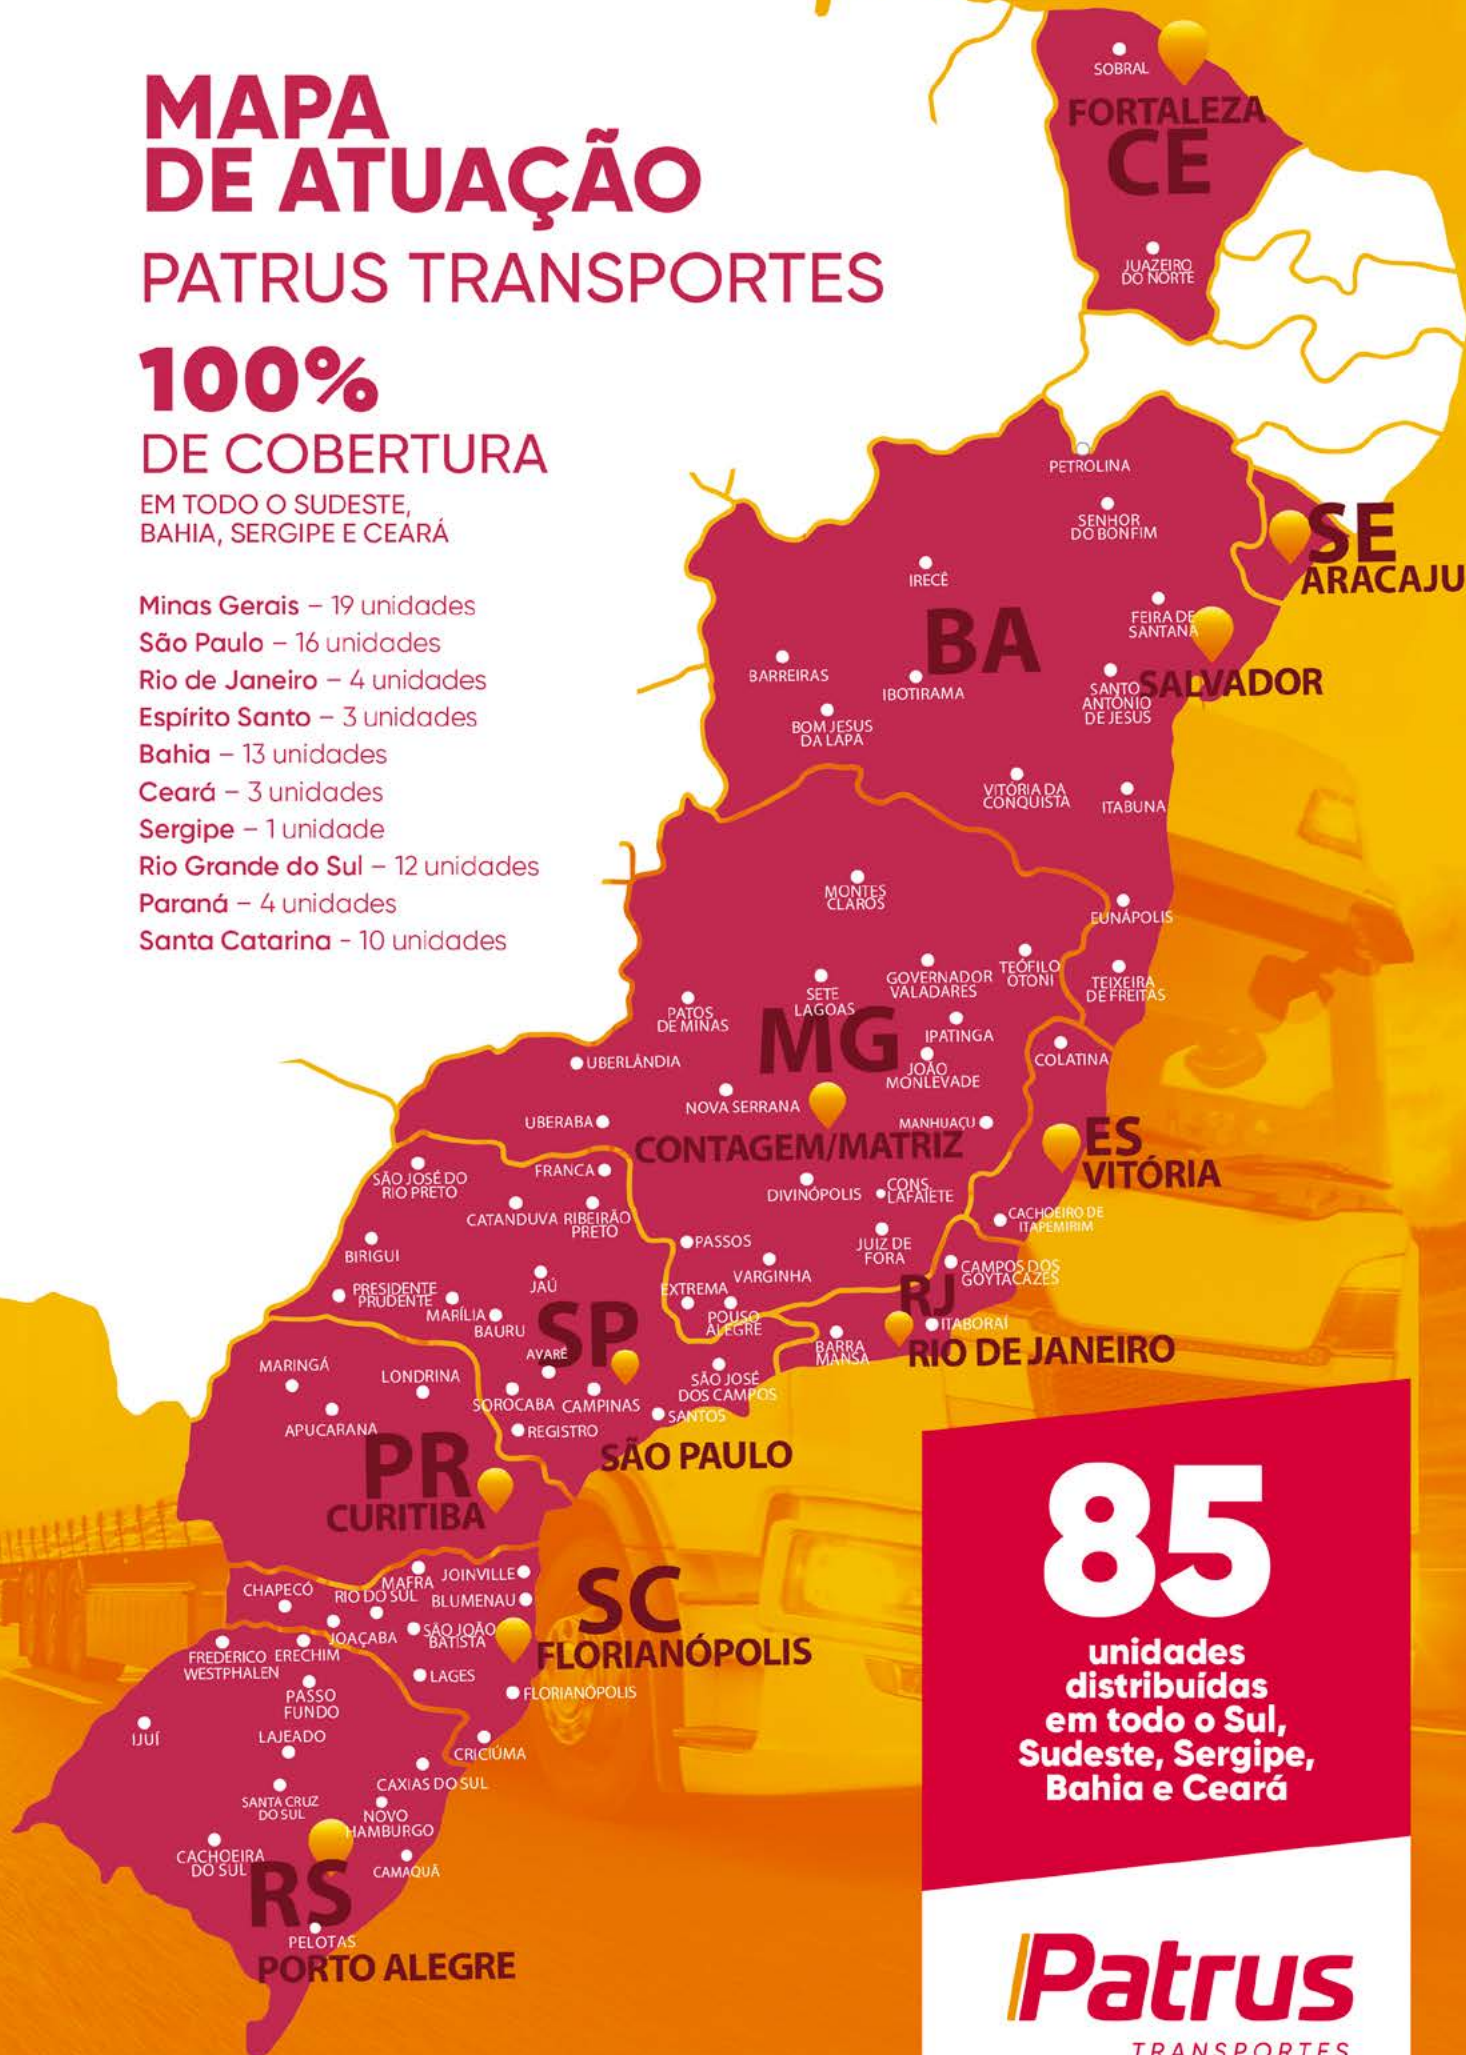 MAPA
DE ATUAÇÃO
PATRUS TRANSPORTES
100%
DE COBERTURA
EM TODO O SUDESTE,
BAHIA, SERGIPE E CEARÁ
Minas Gerais – 19 unidades
São Paulo – 16 unidades
Rio de Janeiro – 4 unidades
Espírito Santo – 3 unidades
Bahia – 13 unidades
Ceará – 3 unidades
Sergipe – 1 unidade
Rio Grande do Sul – 12 unidades
Paraná – 4 unidades
Santa Catarina - 10 unidades
SOBRAL
FORTALEZA
CE
JUAZEIRO
DO NORTE
PETROLINA
SENHOR
DO BONFIM
SE
ARACAJU
IRECÊ
BA
FEIRA DE
SANTANA
BARREIRAS
IBOTIRAMA
SALVADOR
SANTO
ANTÔNIO
DE JESUS
BOM JESUS
DA LAPA
VITÓRIA DA
CONQUISTA
ITABUNA
MONTES
CLAROS
EUNÁPOLIS
GOVERNADOR
VALADARES
TEÓFILO
OTONI
TEIXEIRA
DE FREITAS
SETE
LAGOAS
PATOS
DE MINAS
MG
IPATINGA
UBERLÂNDIA
JOÃO
MONLEVADE
COLATINA
NOVA SERRANA
UBERABA
MANHUAÇU
CONTAGEM/MATRIZ
ES
VITÓRIA
SÃO JOSÉ DO
RIO PRETO
FRANCA
DIVINÓPOLIS
CONS.
LAFAIETE
CATANDUVA
RIBEIRÃO
PRETO
CACHOEIRO DE
ITAPEMIRIM
BIRIGUI
PASSOS
JUIZ DE
FORA
VARGINHA
CAMPOS DOS
GOYTACAZES
PRESIDENTE
PRUDENTE
JAÚ
EXTREMA
RJ
MARÍLIA
BAURU
SP
POUSO
ALEGRE
ITABORAÍ
BARRA
MANSA
RIO DE JANEIRO
AVARÉ
MARINGÁ
LONDRINA
SÃO JOSÉ
DOS CAMPOS
SOROCABA
CAMPINAS
SANTOS
APUCARANA
REGISTRO
PR
SÃO PAULO
CURITIBA
CHAPECÓ
MAFRA
JOINVILLE
RIO DO SUL
BLUMENAU
SC
JOAÇABA
SÃO JOÃO
BATISTA
FLORIANÓPOLIS
FREDERICO
WESTPHALEN
ERECHIM
LAGES
FLORIANÓPOLIS
PASSO
FUNDO
IJUÍ
LAJEADO
CRICIÚMA
CAXIAS DO SUL
SANTA CRUZ
DO SUL
NOVO
HAMBURGO
CACHOEIRA
DO SUL
CAMAQUÃ
RS
PELOTAS
PORTO ALEGRE
85
unidades
distribuídas
em todo o Sul,
Sudeste, Sergipe,
Bahia e Ceará
Patrus
TRANSPORTES